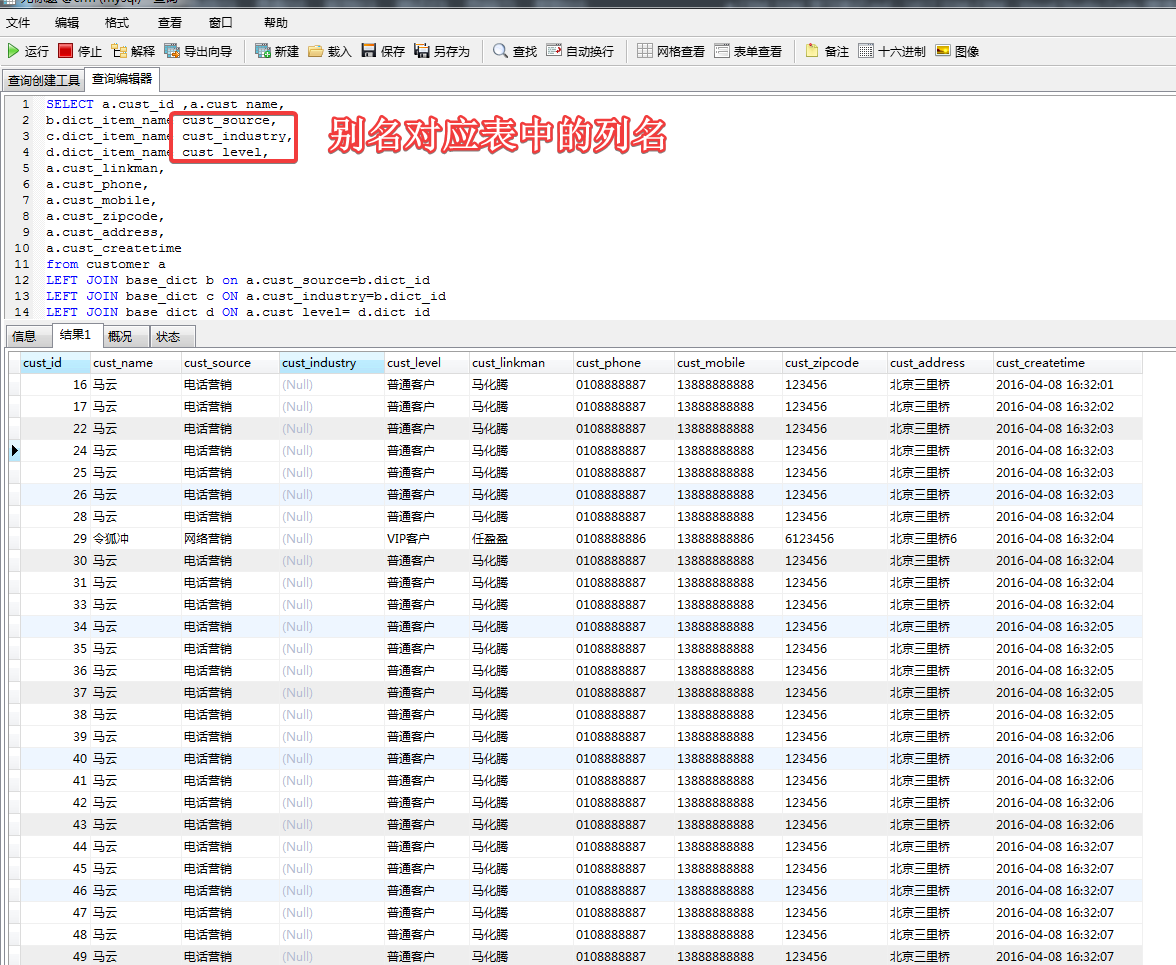 文件 编辑 格式 查看 窗口 帮助
运行 停止 解释 导出向导 新建 载入 保存 另存为 查找 自动换行 网格查看 表单查看 备注 十六进制 图像
查询创建工具 查询编辑器
1 SELECT a.cust_id ,a.cust_name,
2 b.dict_item_name cust_source,
3 c.dict_item_name cust_industry,
4 d.dict_item_name cust_level,
别名对应表中的列名
5 a.cust_linkman,
6 a.cust_phone,
7 a.cust_mobile,
8 a.cust_zipcode,
9 a.cust_address,
10 a.cust_createtime
11 from customer a
12 LEFT JOIN base_dict b on a.cust_source=b.dict_id
13 LEFT JOIN base_dict c ON a.cust_industry=b.dict_id
14 LEFT JOIN base_dict d ON a.cust_level= d.dict_id
信息 结果1 概况 状态
cust_id cust_name cust_source cust_industry cust_level cust_linkman cust_phone cust_mobile cust_zipcode cust_address cust_createtime
16 马云 电话营销 (Null) 普通客户 马化腾 0108888887 13888888888 123456 北京三里桥 2016-04-08 16:32:01
17 马云 电话营销 (Null) 普通客户 马化腾 0108888887 13888888888 123456 北京三里桥 2016-04-08 16:32:02
22 马云 电话营销 (Null) 普通客户 马化腾 0108888887 13888888888 123456 北京三里桥 2016-04-08 16:32:03
24 马云 电话营销 (Null) 普通客户 马化腾 0108888887 13888888888 123456 北京三里桥 2016-04-08 16:32:03
25 马云 电话营销 (Null) 普通客户 马化腾 0108888887 13888888888 123456 北京三里桥 2016-04-08 16:32:03
26 马云 电话营销 (Null) 普通客户 马化腾 0108888887 13888888888 123456 北京三里桥 2016-04-08 16:32:03
28 马云 电话营销 (Null) 普通客户 马化腾 0108888887 13888888888 123456 北京三里桥 2016-04-08 16:32:04
29 令狐冲 网络营销 (Null) VIP客户 任盈盈 0108888886 13888888886 6123456 北京三里桥6 2016-04-08 16:32:04
30 马云 电话营销 (Null) 普通客户 马化腾 0108888887 13888888888 123456 北京三里桥 2016-04-08 16:32:04
31 马云 电话营销 (Null) 普通客户 马化腾 0108888887 13888888888 123456 北京三里桥 2016-04-08 16:32:04
33 马云 电话营销 (Null) 普通客户 马化腾 0108888887 13888888888 123456 北京三里桥 2016-04-08 16:32:04
34 马云 电话营销 (Null) 普通客户 马化腾 0108888887 13888888888 123456 北京三里桥 2016-04-08 16:32:05
35 马云 电话营销 (Null) 普通客户 马化腾 0108888887 13888888888 123456 北京三里桥 2016-04-08 16:32:05
36 马云 电话营销 (Null) 普通客户 马化腾 0108888887 13888888888 123456 北京三里桥 2016-04-08 16:32:05
37 马云 电话营销 (Null) 普通客户 马化腾 0108888887 13888888888 123456 北京三里桥 2016-04-08 16:32:05
38 马云 电话营销 (Null) 普通客户 马化腾 0108888887 13888888888 123456 北京三里桥 2016-04-08 16:32:05
39 马云 电话营销 (Null) 普通客户 马化腾 0108888887 13888888888 123456 北京三里桥 2016-04-08 16:32:06
40 马云 电话营销 (Null) 普通客户 马化腾 0108888887 13888888888 123456 北京三里桥 2016-04-08 16:32:06
41 马云 电话营销 (Null) 普通客户 马化腾 0108888887 13888888888 123456 北京三里桥 2016-04-08 16:32:06
42 马云 电话营销 (Null) 普通客户 马化腾 0108888887 13888888888 123456 北京三里桥 2016-04-08 16:32:06
43 马云 电话营销 (Null) 普通客户 马化腾 0108888887 13888888888 123456 北京三里桥 2016-04-08 16:32:06
44 马云 电话营销 (Null) 普通客户 马化腾 0108888887 13888888888 123456 北京三里桥 2016-04-08 16:32:07
45 马云 电话营销 (Null) 普通客户 马化腾 0108888887 13888888888 123456 北京三里桥 2016-04-08 16:32:07
46 马云 电话营销 (Null) 普通客户 马化腾 0108888887 13888888888 123456 北京三里桥 2016-04-08 16:32:07
47 马云 电话营销 (Null) 普通客户 马化腾 0108888887 13888888888 123456 北京三里桥 2016-04-08 16:32:07
48 马云 电话营销 (Null) 普通客户 马化腾 0108888887 13888888888 123456 北京三里桥 2016-04-08 16:32:07
49 马云 电话营销 (Null) 普通客户 马化腾 0108888887 13888888888 123456 北京三里桥 2016-04-08 16:32:07